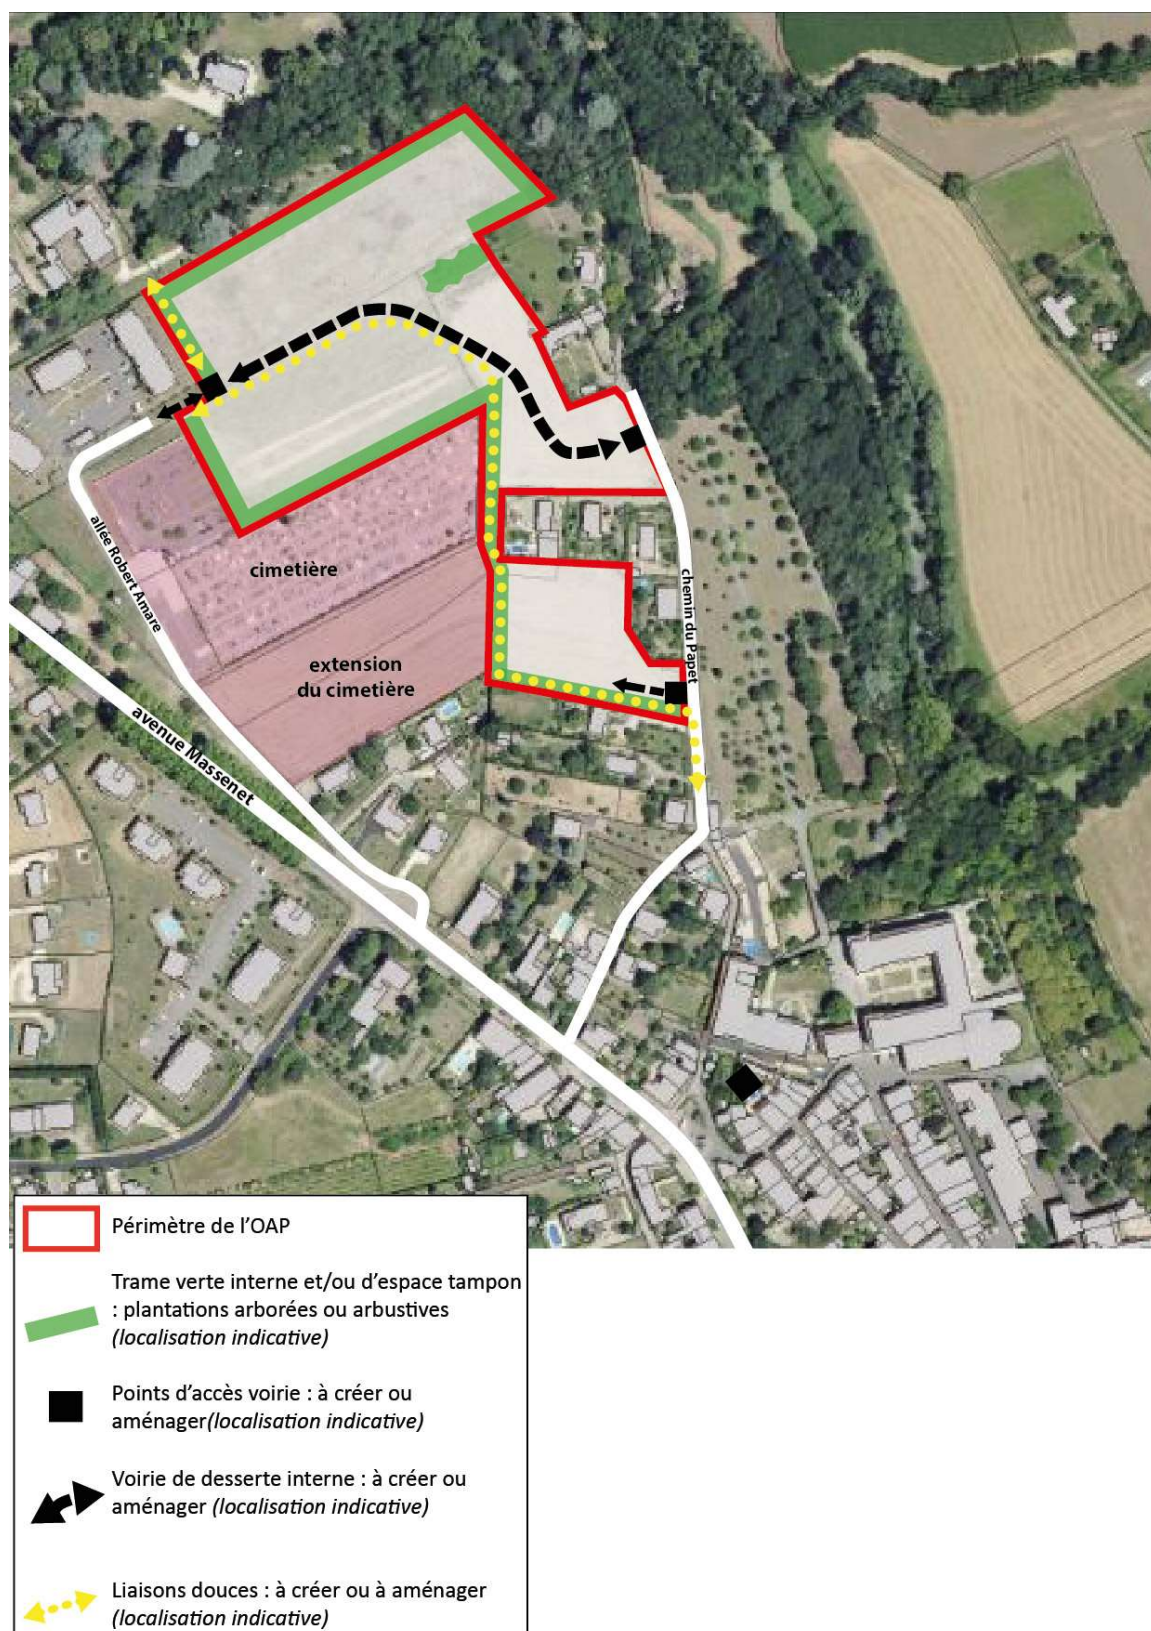 cimetière
extension
du cimetière
allée Robert Amare
avenue Massenet
chemin du Papet
Périmètre de l'OAP
Trame verte interne et/ou d'espace tampon
: plantations arborées ou arbustives
(localisation indicative)
Points d'accès voirie : à créer ou
aménager(localisation indicative)
Voirie de desserte interne : à créer ou
aménager (localisation indicative)
Liaisons douces : à créer ou à aménager
(localisation indicative)